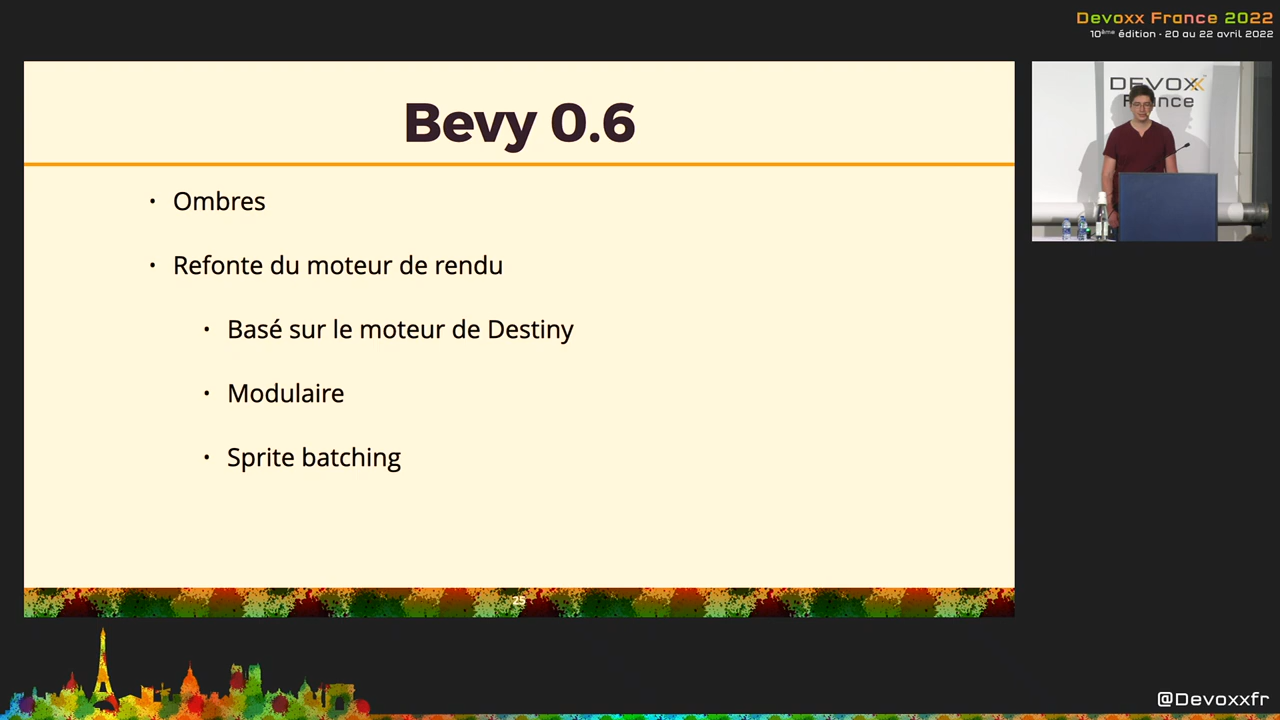 Devoxx France 2022
10ème édition - 20 au 22 avril 2022
Bevy 0.6
• Ombres
• Refonte du moteur de rendu
• Basé sur le moteur de Destiny
• Modulaire
• Sprite batching
25
DEVOXX
France
@Devoxxfr